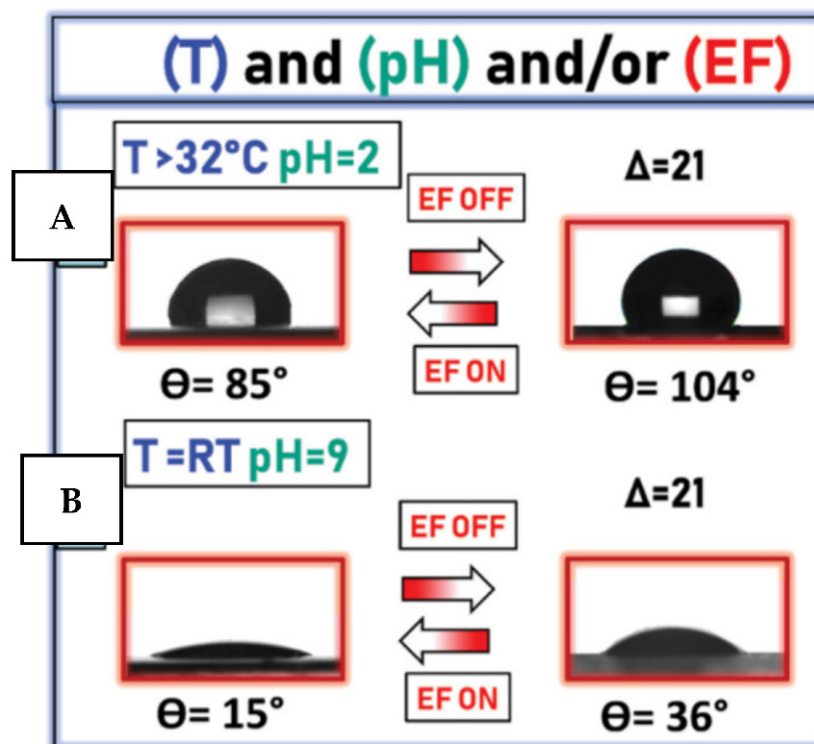 (T) and (pH) and/or (EF)
A
T >32°C pH=2
EF OFF
Δ=21
EF ON
Θ= 85°
Θ= 104°
B
T =RT pH=9
EF OFF
Δ=21
EF ON
Θ= 15°
Θ= 36°